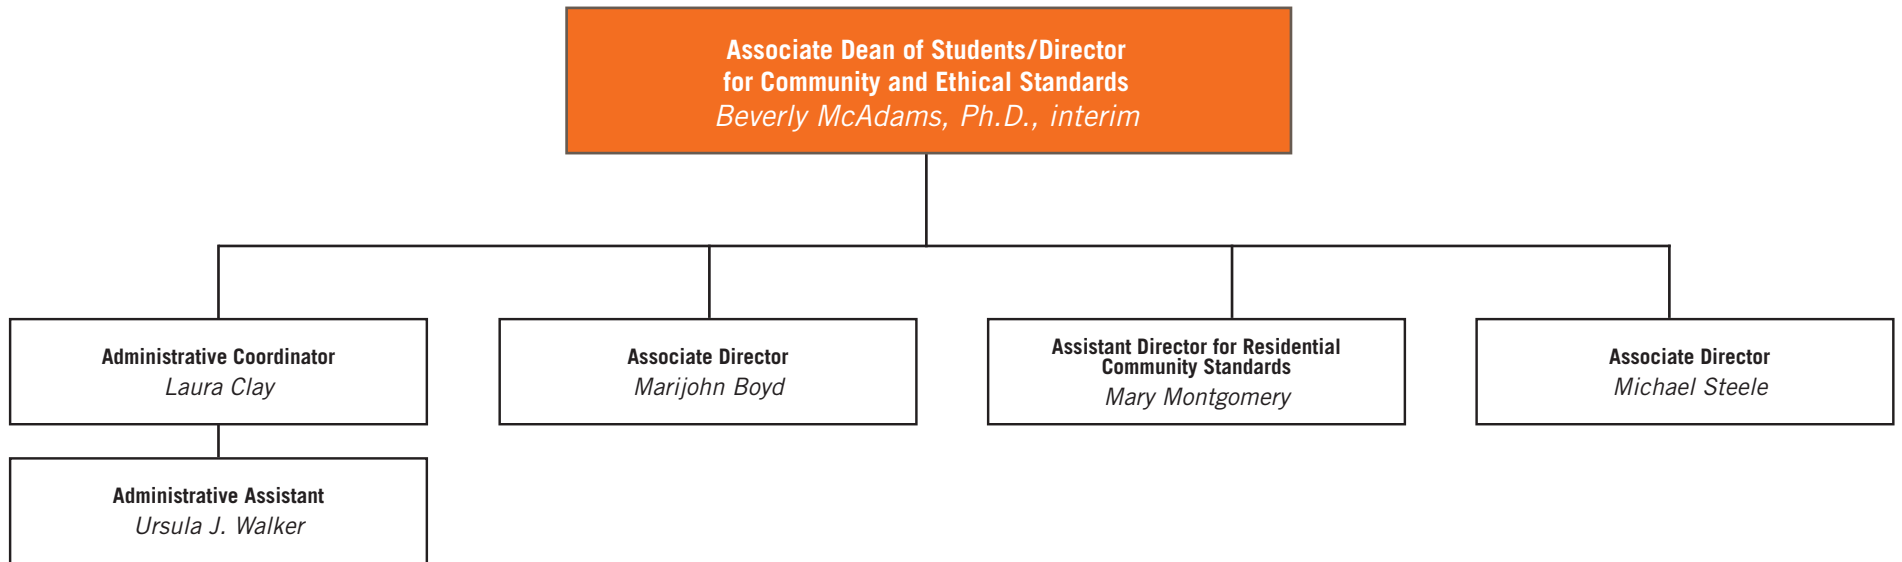 Associate Dean of Students/Director
for Community and Ethical Standards
Beverly McAdams, Ph.D., interim
Administrative Coordinator
Laura Clay
Associate Director
Marijohn Boyd
Assistant Director for Residential
Community Standards
Mary Montgomery
Associate Director
Michael Steele
Administrative Assistant
Ursula J. Walker